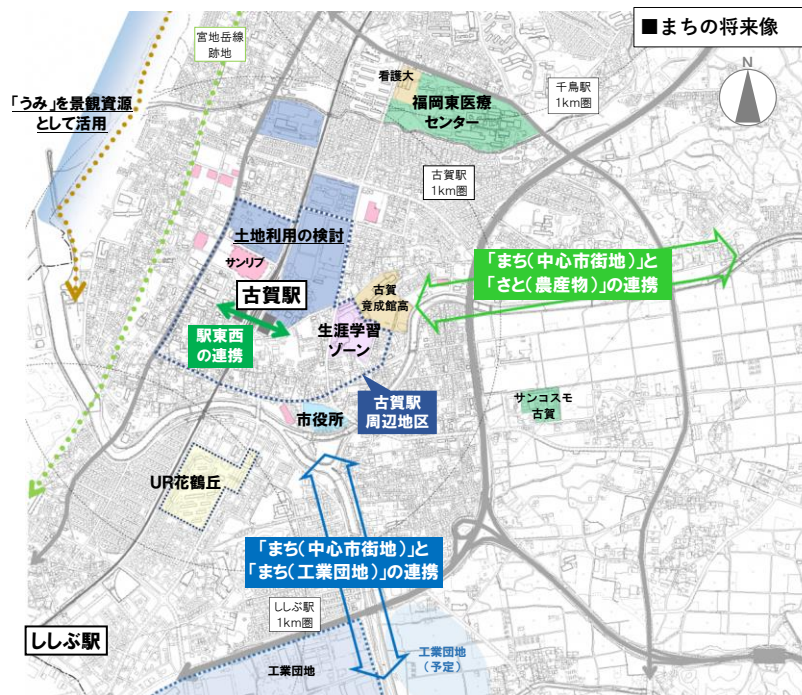 ■まちの将来像
宮地岳線
跡地
N
「うみ」を景観資源
として活用
看護大
福岡東医療
センター
千鳥駅
1km圏
古賀駅
1km圏
土地利用の検討
サンリブ
「まち(中心市街地)」と
「さと(農産物)」の連携
古賀駅
古賀
竟成館高
駅東西
の連携
生涯学習
ゾーン
古賀駅
周辺地区
サンコスモ
古賀
市役所
UR花鶴丘
「まち(中心市街地)」と
「まち(工業団地)」の連携
ししぶ駅
1km圏
ししぶ駅
工業団地
工業団地
(予定)